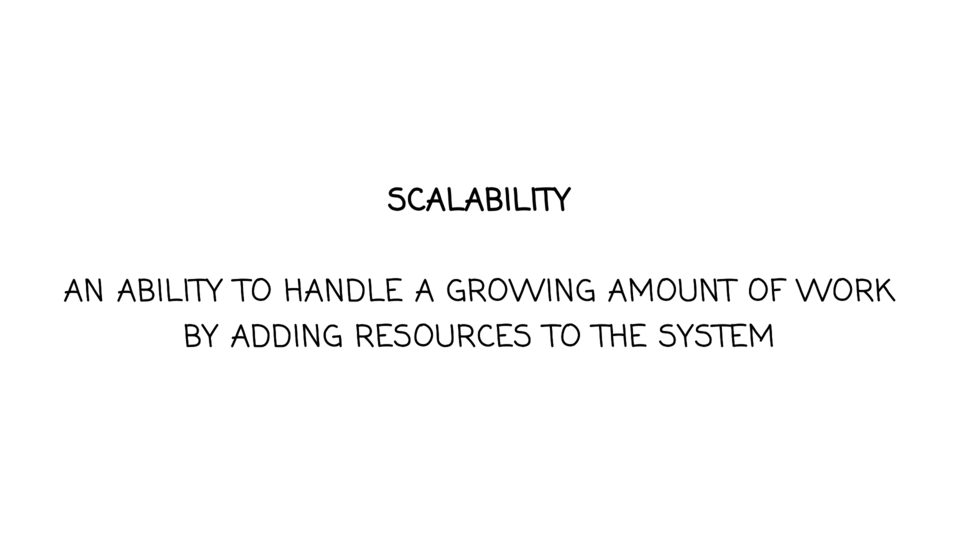 SCALABILITY
AN ABILITY TO HANDLE A GROWING AMOUNT OF WORK
BY ADDING RESOURCES TO THE SYSTEM